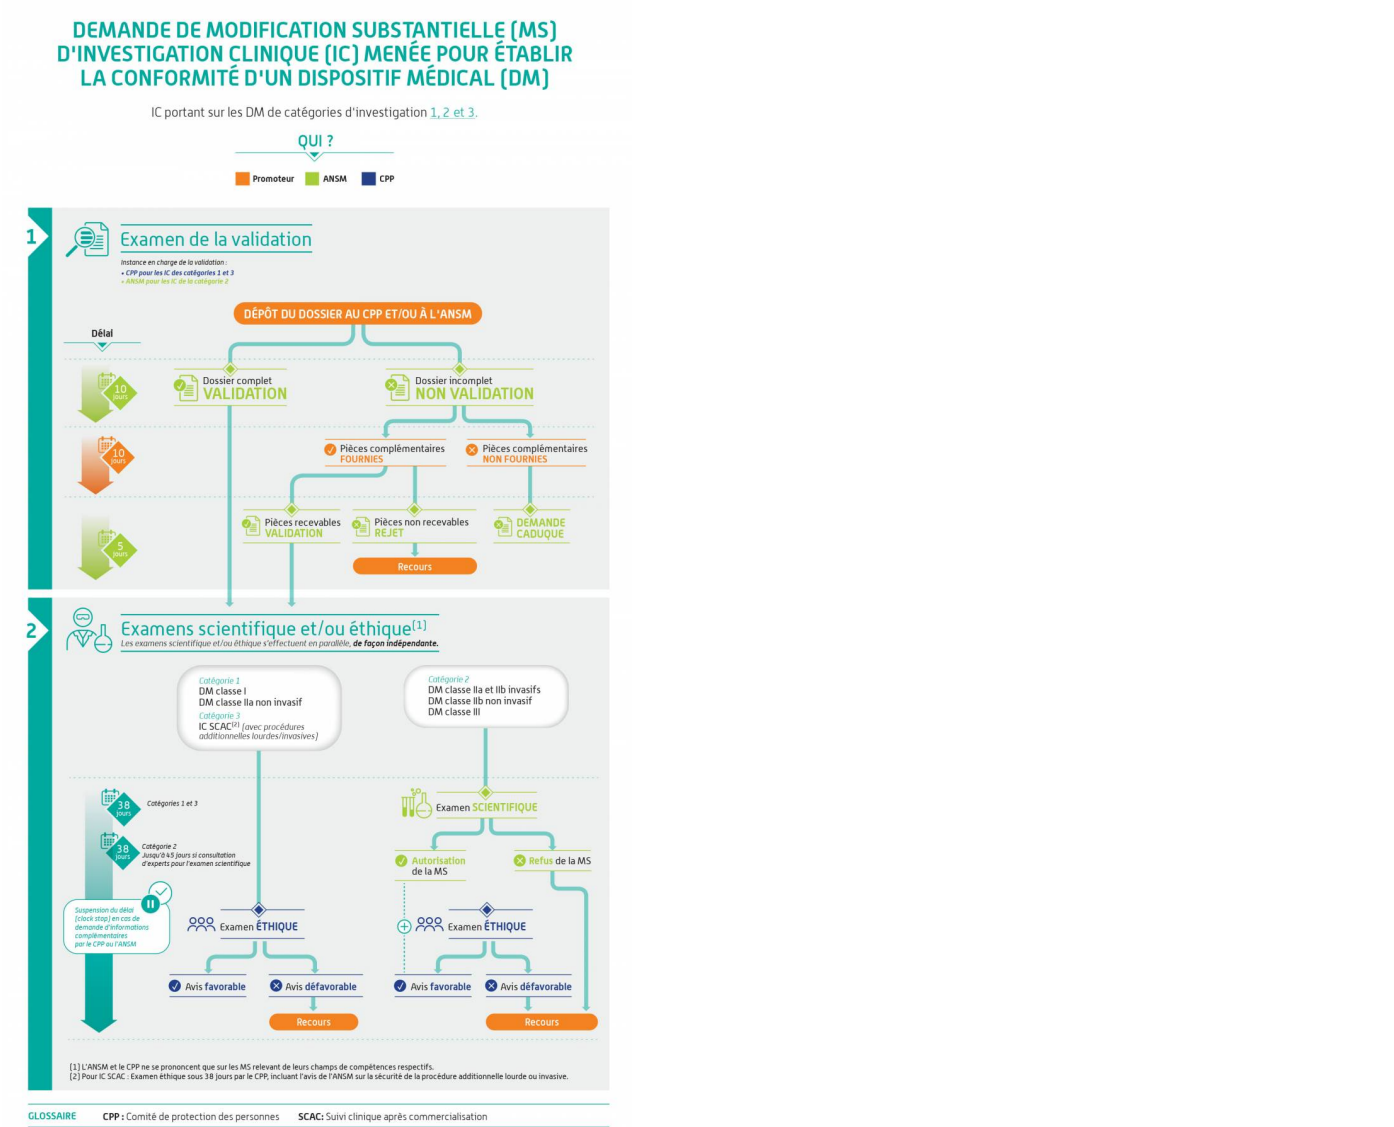 DEMANDE DE MODIFICATION SUBSTANTIELLE (MS)
D'INVESTIGATION CLINIQUE (IC) MENÉE POUR ÉTABLIR
LA CONFORMITÉ D'UN DISPOSITIF MÉDICAL (DM)
IC portant sur les DM de catégories d'investigation 1, 2 et 3.
QUI ?
Promoteur ANSM CPP
1
Examen de la validation
Instance en charge de la validation :
• CPP pour les IC des catégories 1 et 3
• ANSM pour les IC de la catégorie 2
DÉPÔT DU DOSSIER AU CPP ET/OU À L'ANSM
Délai
10
jours
Dossier complet
VALIDATION
Dossier incomplet
NON VALIDATION
10
jours
Pièces complémentaires
FOURNIES
Pièces complémentaires
NON FOURNIES
5
jours
Pièces recevables
VALIDATION
Pièces non recevables
REJET
DEMANDE
CADUQUE
Recours
2
Examens scientifique et/ou éthique(1)
Les examens scientifique et/ou éthique s'effectuent en parallèle, de façon indépendante.
Catégorie 1
DM classe I
DM classe IIa non invasif
Catégorie 3
IC SCAC(2) (avec procédures
additionnelles lourdes/invasives)
Catégorie 2
DM classe IIa et IIb invasifs
DM classe IIb non invasif
DM classe III
38
jours
Catégories 1 et 3
Examen SCIENTIFIQUE
38
jours
Catégorie 2
Jusqu'à 45 jours si consultation
d'experts pour l'examen scientifique
Autorisation
de la MS
Refus de la MS
Suspension du délai
(clock stop) en cas de
demande d'informations
complémentaires
par le CPP ou l'ANSM
Examen ÉTHIQUE
Examen ÉTHIQUE
Avis favorable
Avis défavorable
Avis favorable
Avis défavorable
Recours
Recours
(1) L'ANSM et le CPP ne se prononcent que sur les MS relevant de leurs champs de compétences respectifs.
(2) Pour IC SCAC : Examen éthique sous 38 jours par le CPP, incluant l'avis de l'ANSM sur la sécurité de la procédure additionnelle lourde ou invasive.
GLOSSAIRE CPP : Comité de protection des personnes SCAC: Suivi clinique après commercialisation